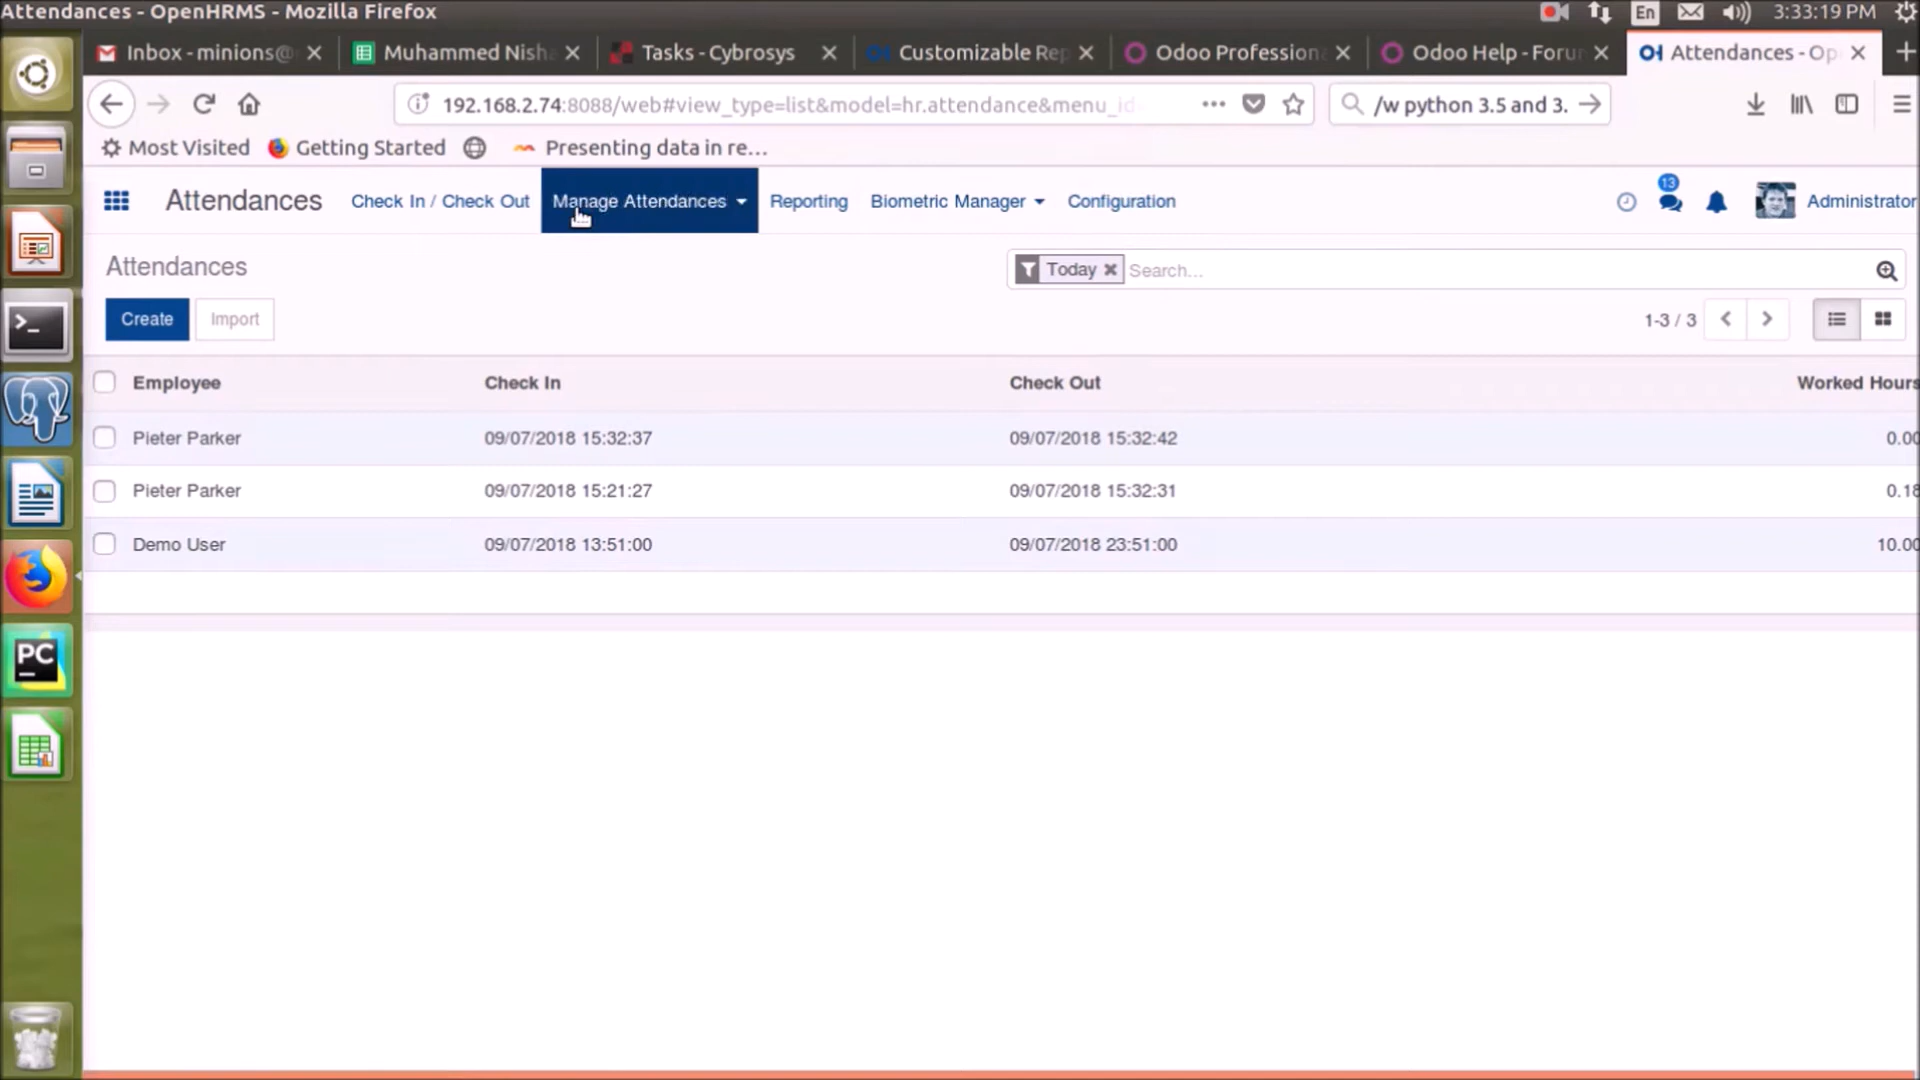 Attendances - OpenHRMS - Mozilla Firefox
En
3:33:19 PM
Inbox - minions@
Muhammed Nisha
Tasks - Cybrosys
Customizable Rep
Odoo Profession
Odoo Help - Foru
Attendances - Op
192.168.2.74:8088/web#view_type=list&model=hr.attendance&menu_id
/w python 3.5 and 3.
Most Visited
Getting Started
Presenting data in re...
Attendances
Check In / Check Out
Manage Attendances
Reporting
Biometric Manager
Configuration
13
Administrator
Attendances
Today
Search...
Create
Import
1-3 / 3
Employee Check In Check Out Worked Hours
Pieter Parker 09/07/2018 15:32:37 09/07/2018 15:32:42 0.00
Pieter Parker 09/07/2018 15:21:27 09/07/2018 15:32:31 0.18
Demo User 09/07/2018 13:51:00 09/07/2018 23:51:00 10.00
PC